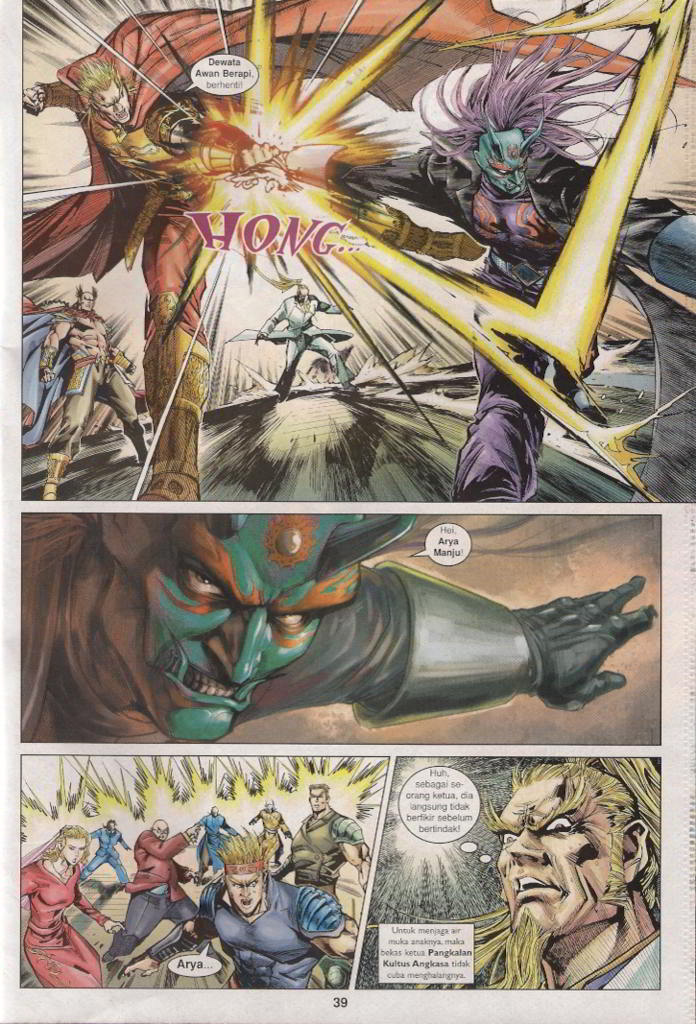 Dewata
Awan Berapi,
berhenti!
HONG...
Hei,
Arya
Manju!
Arya...
Huh,
sebagai se-
orang ketua, dia
langsung tidak
berfikir sebelum
bertindak!
Untuk menjaga air
muka anaknya, maka
bekas ketua Pangkalan
Kultus Angkasa tidak
cuba menghalangnya.
39